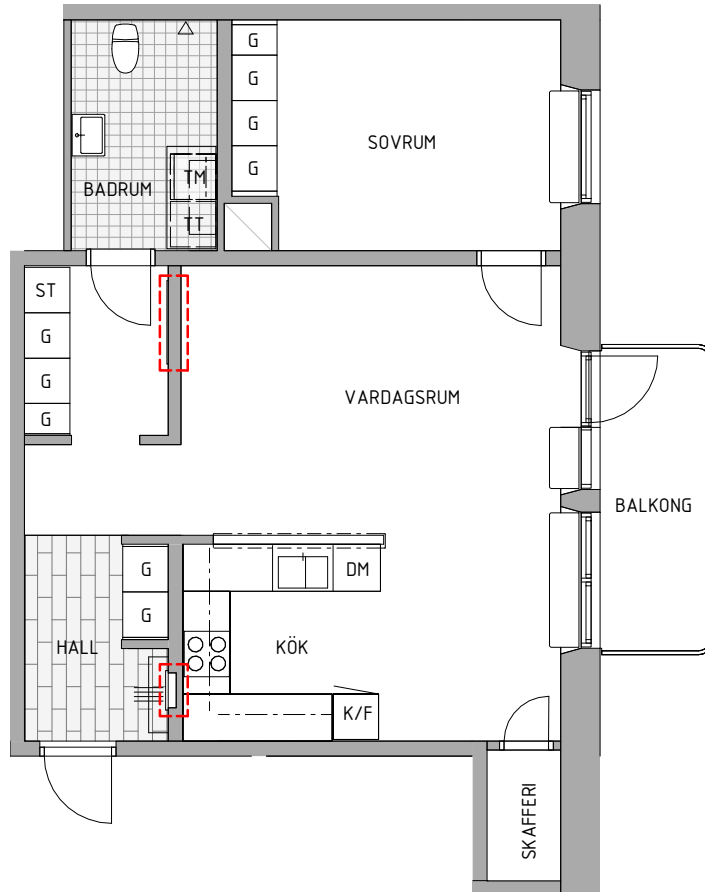 G
G
SOVRUM
G
G
TM
BADRUM
TT
ST
G
G
G
VARDAGSRUM
BALKONG
G
DM
G
HALL
KÖK
K/F
SKAFFERI